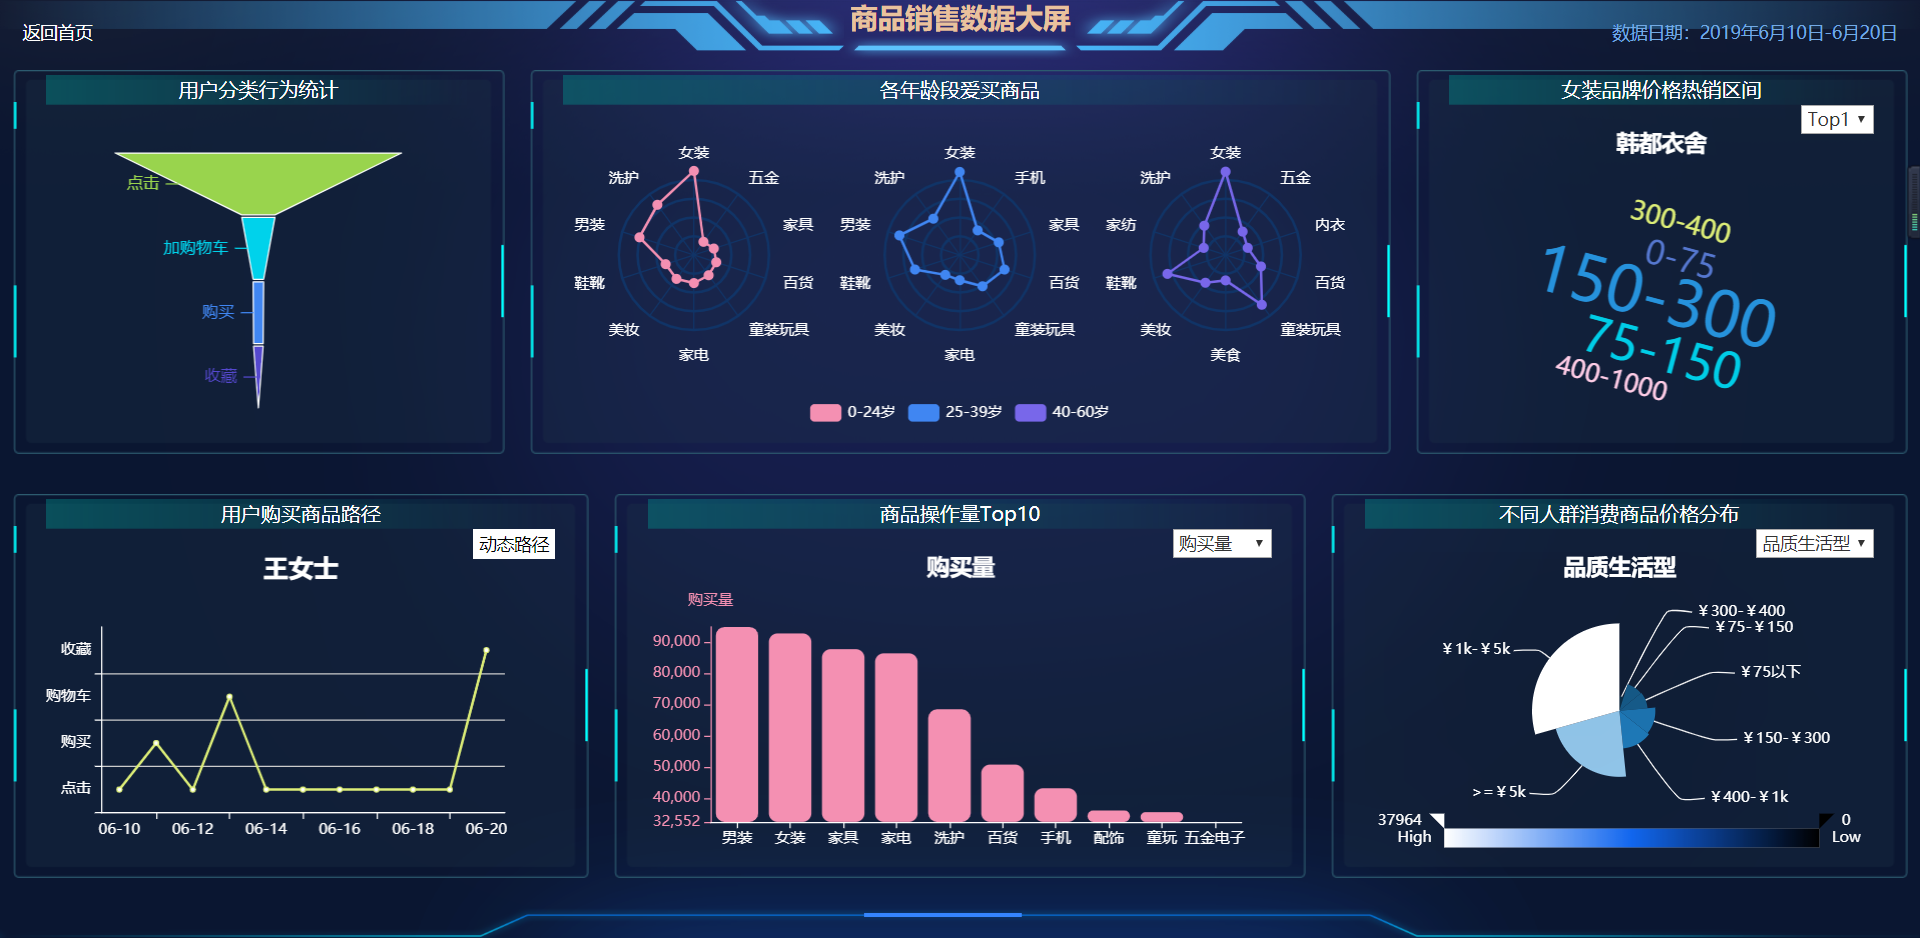 返回首页
商品销售数据大屏
数据日期：2019年6月10日-6月20日
用户分类行为统计
点击
加购物车
购买
收藏
各年龄段爱买商品
女装
洗护
五金
男装
家具
鞋靴
百货
美妆
童装玩具
家电
女装
洗护
手机
男装
家具
鞋靴
百货
美妆
童装玩具
家电
女装
洗护
五金
家纺
内衣
鞋靴
百货
美妆
童装玩具
美食
0-24岁
25-39岁
40-60岁
女装品牌价格热销区间
Top1
韩都衣舍
300-400
0-75
150-300
75-150
400-1000
用户购买商品路径
动态路径
王女士
收藏
购物车
购买
点击
06-10
06-12
06-14
06-16
06-18
06-20
商品操作量Top10
购买量
购买量
购买量
90,000
80,000
70,000
60,000
50,000
40,000
32,552
男装
女装
家具
家电
洗护
百货
手机
配饰
童玩
五金电子
不同人群消费商品价格分布
品质生活型
品质生活型
￥300-￥400
￥75-￥150
￥1k-￥5k
￥75以下
￥150-￥300
>=￥5k
￥400-￥1k
37964
High
0
Low